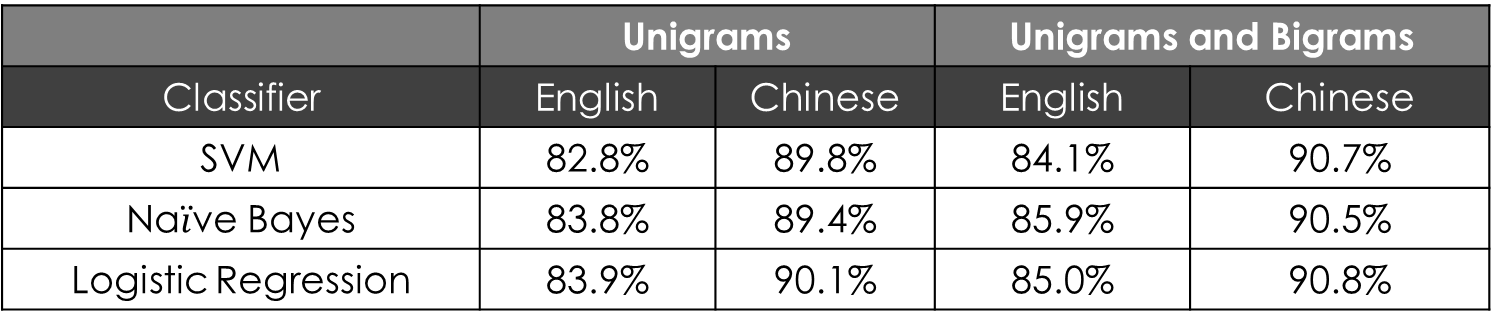 Unigrams Unigrams and Bigrams
Classifier English Chinese English Chinese
SVM 82.8% 89.8% 84.1% 90.7%
Naïve Bayes 83.8% 89.4% 85.9% 90.5%
Logistic Regression 83.9% 90.1% 85.0% 90.8%